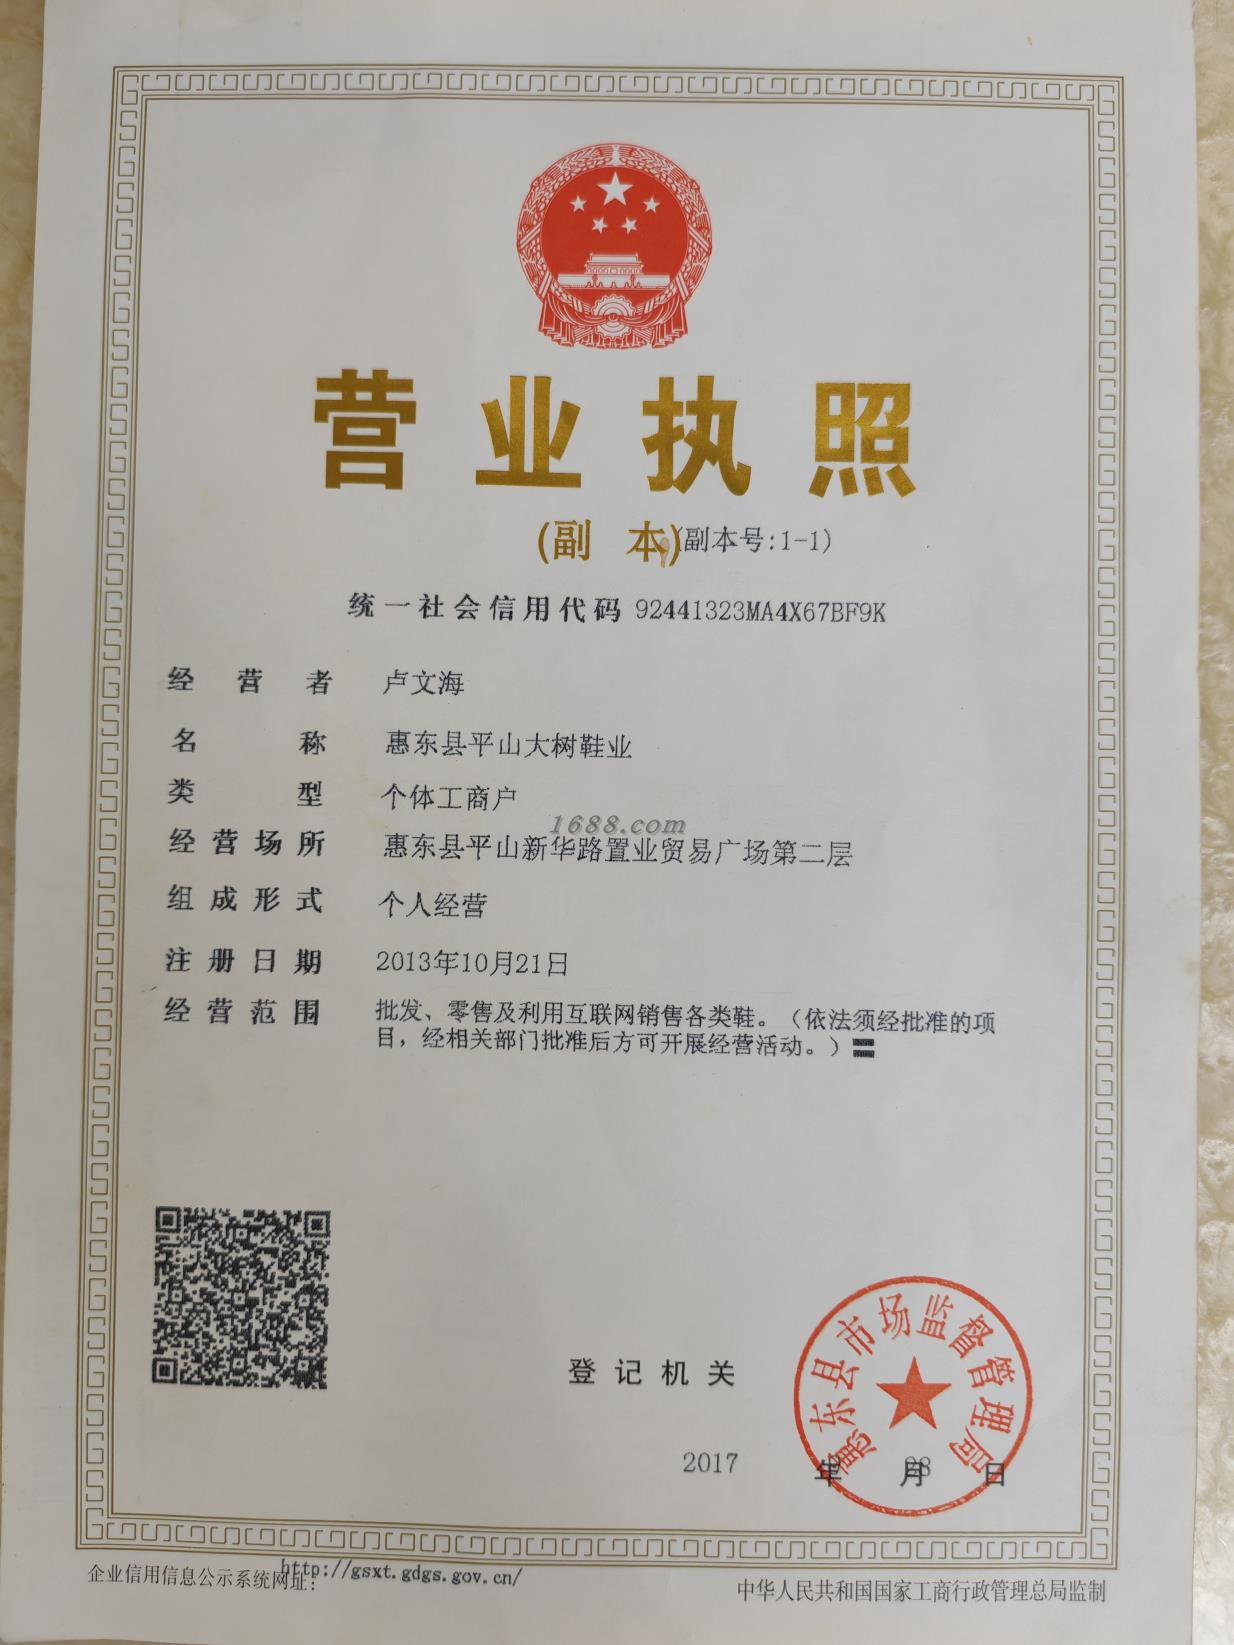 营业执照
(副 本)(副本号:1-1)
统一社会信用代码 92441323MA4X67BF9K
经营者 卢文海
名称 惠东县平山大树鞋业
类型 个体工商户
1688.com
经营场所 惠东县平山新华路置业贸易广场第二层
组成形式 个人经营
注册日期 2013年10月21日
经营范围 批发、零售及利用互联网销售各类鞋。（依法须经批准的项
目，经相关部门批准后方可开展经营活动。）
登记机关
惠东县市场监督管理局
2017 年 月 28 日
企业信用信息公示系统网址: http://gsxt.gdgs.gov.cn/
中华人民共和国国家工商行政管理总局监制